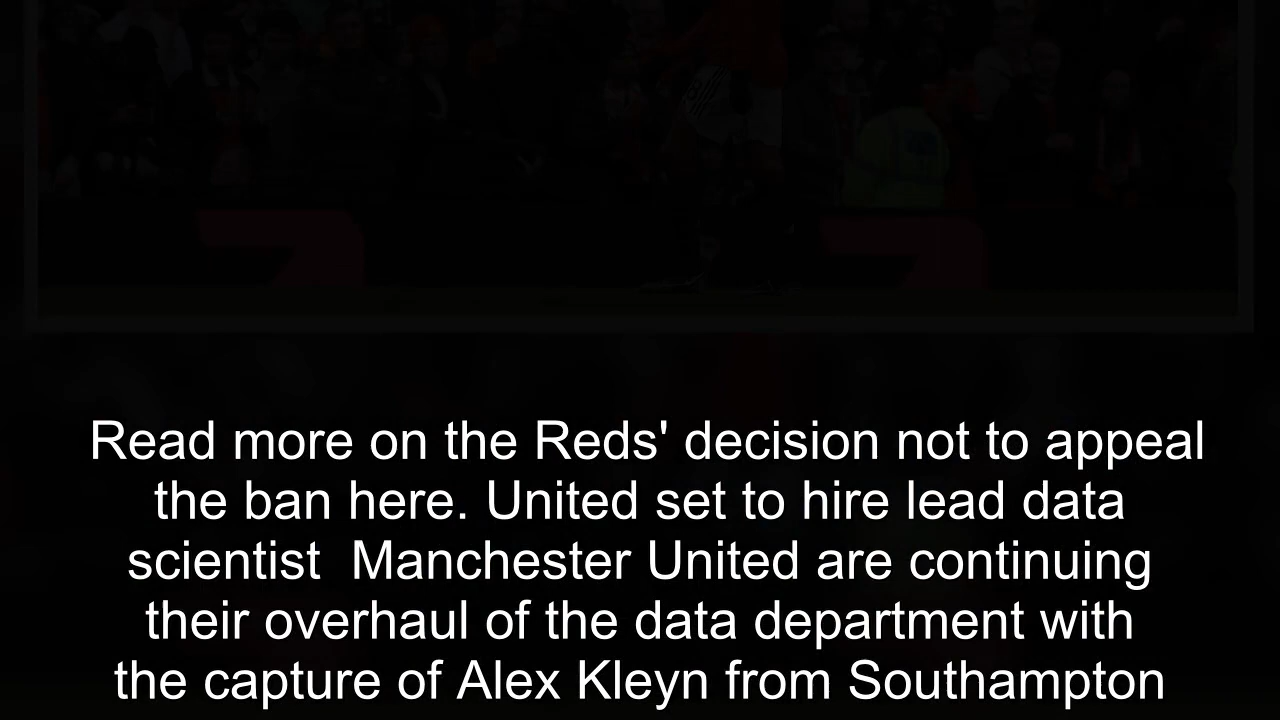 Read more on the Reds' decision not to appeal
the ban here. United set to hire lead data
scientist  Manchester United are continuing
their overhaul of the data department with
the capture of Alex Kleyn from Southampton